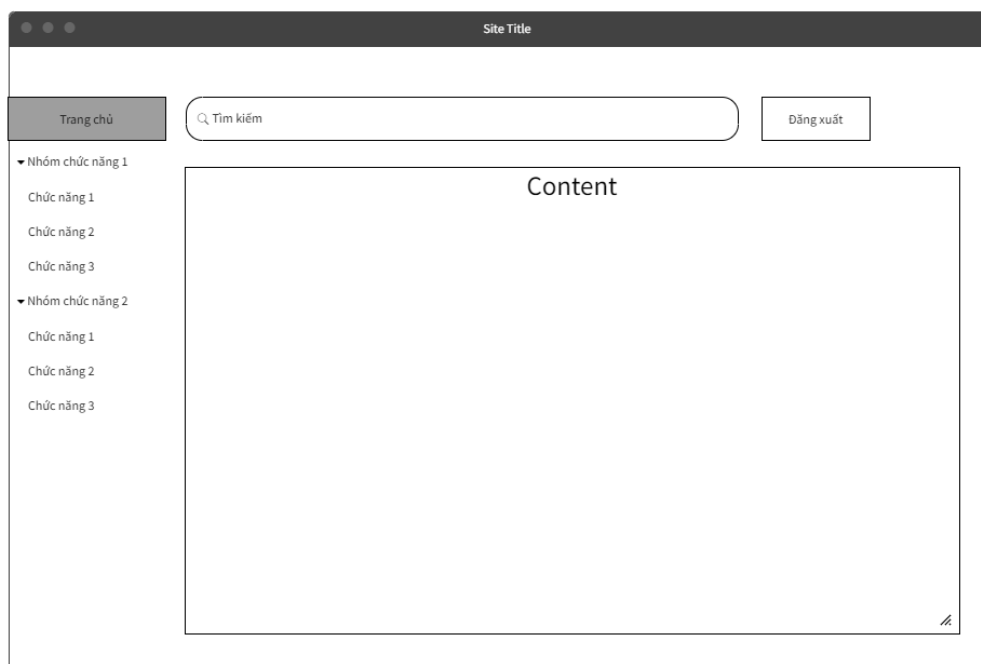 Site Title
Trang chủ
Tìm kiếm
Đăng xuất
Nhóm chức năng 1
Chức năng 1
Chức năng 2
Chức năng 3
Nhóm chức năng 2
Chức năng 1
Chức năng 2
Chức năng 3
Content